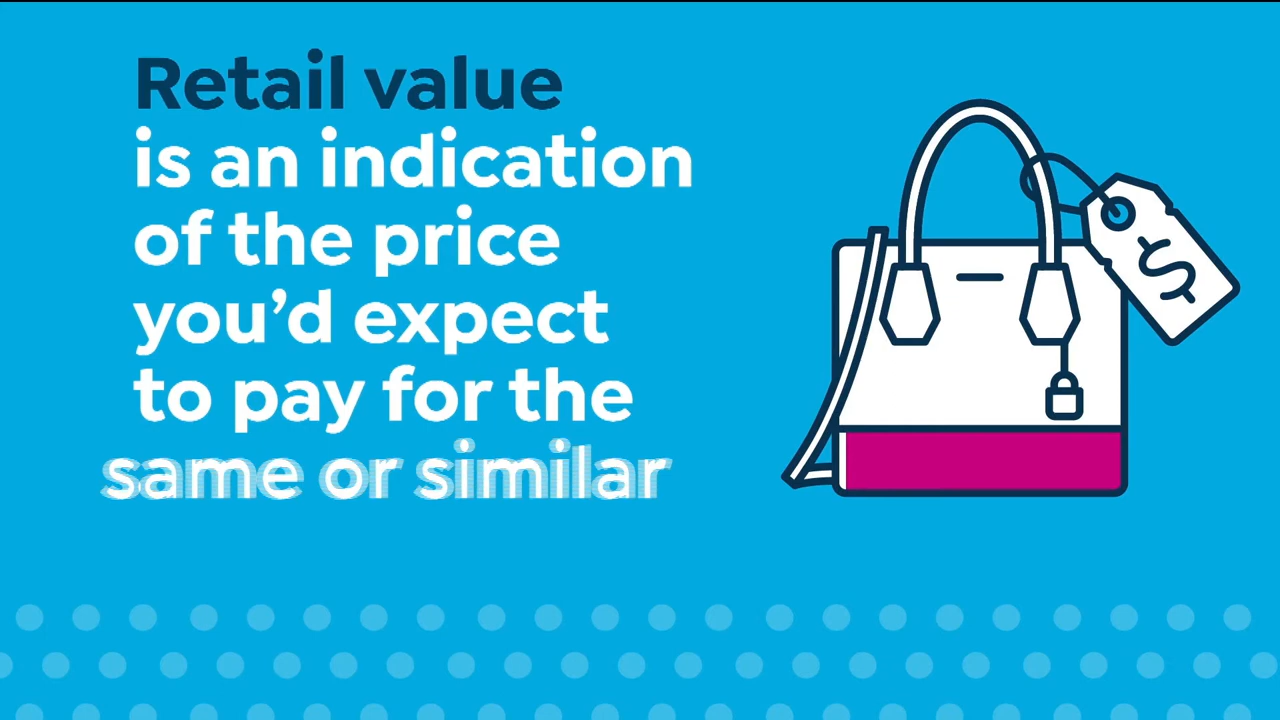 Retail value
is an indication
of the price
you’d expect
to pay for the
same or similar
$